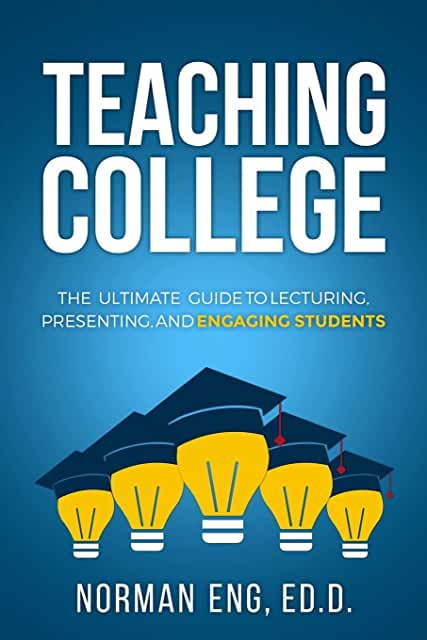 TEACHING
COLLEGE
THE ULTIMATE GUIDE TO LECTURING,
PRESENTING, AND ENGAGING STUDENTS
NORMAN ENG, ED.D.